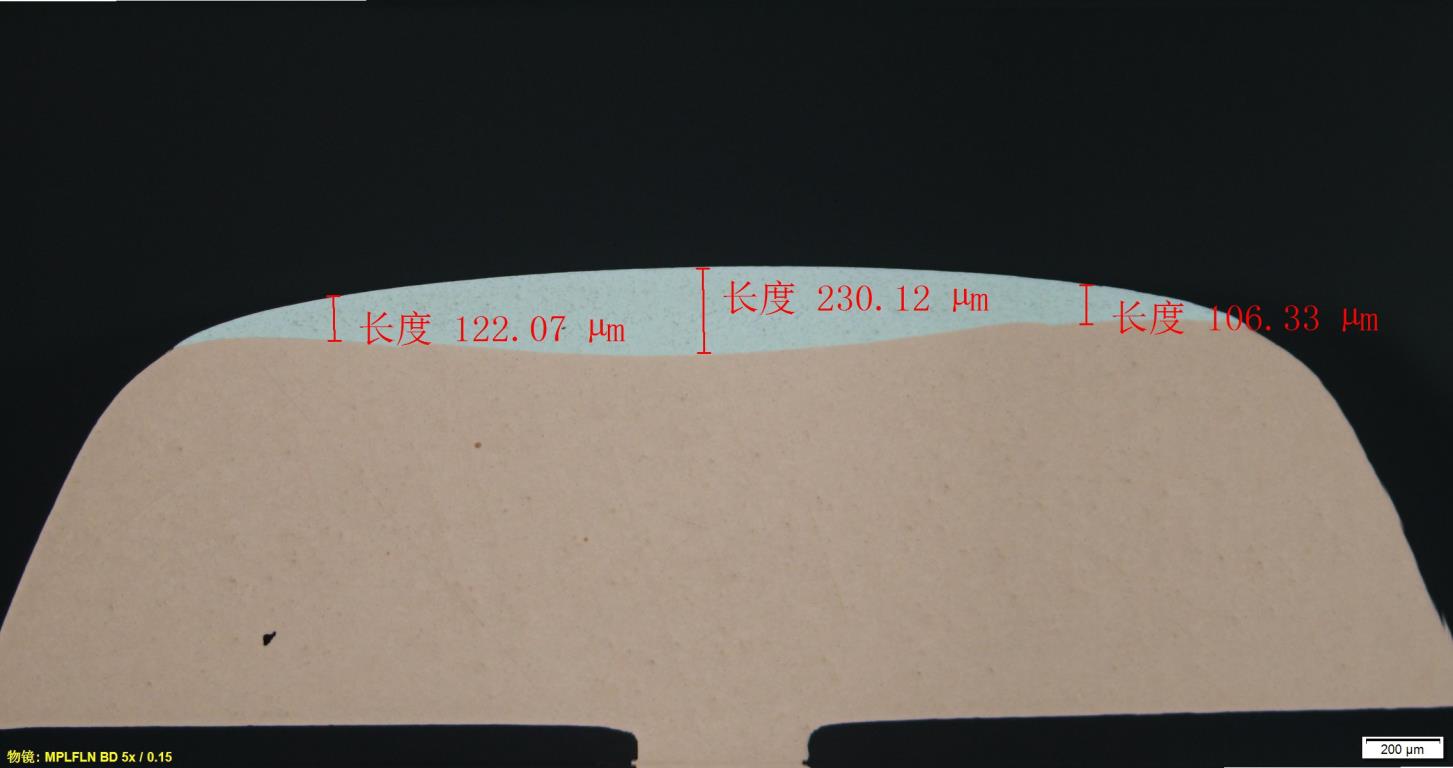 长度 230.12 μm
长度 122.07 μm
长度 106.33 μm
物镜: MPLFLN BD 5x / 0.15
200 μm